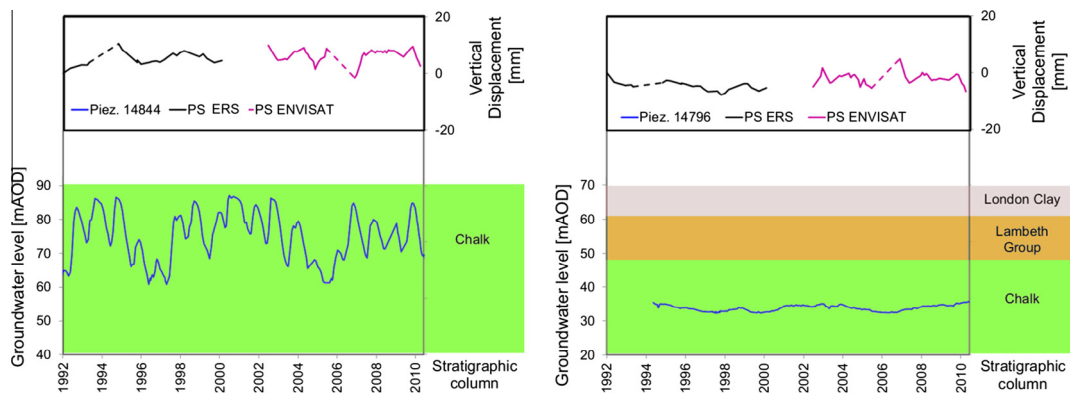 20
0
-20
Vertical
Displacement
[mm]
Piez. 14844 PS ERS PS ENVISAT
Groundwater level [mAOD]
90
80
70
60
50
40
Chalk
1992 1994 1996 1998 2000 2002 2004 2006 2008 2010
Stratigraphic
column
20
0
-20
Vertical
Displacement
[mm]
Piez. 14796 PS ERS PS ENVISAT
Groundwater level [mAOD]
70
60
50
40
30
20
London Clay
Lambeth
Group
Chalk
1992 1994 1996 1998 2000 2002 2004 2006 2008 2010
Stratigraphic
column